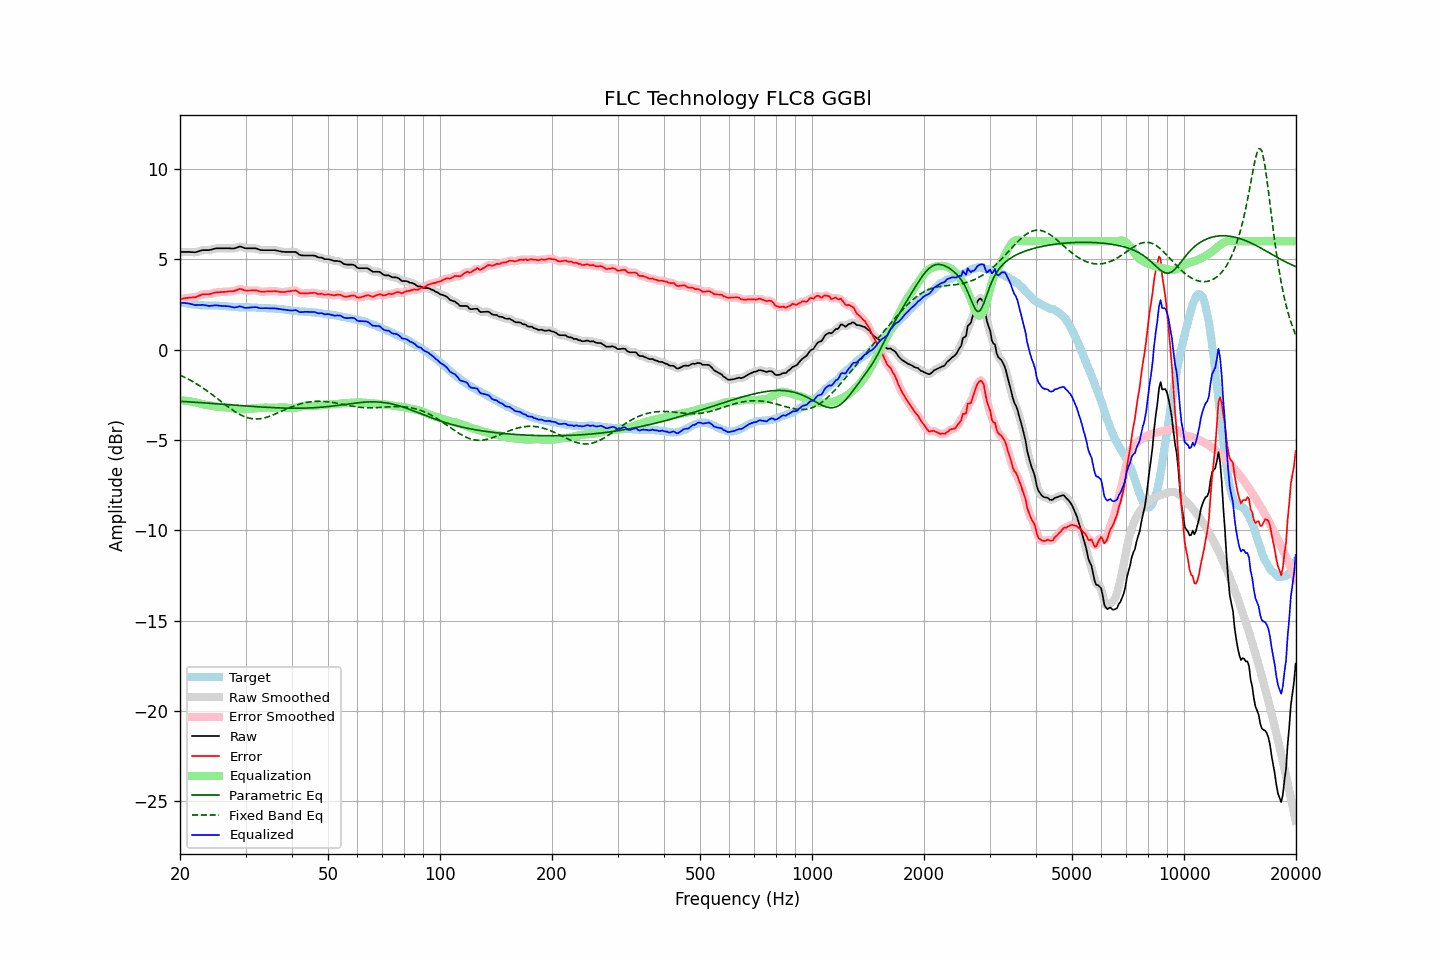 FLC Technology FLC8 GGBl
10
5
0
−5
−10
−15
−20
−25
Amplitude (dBr)
Target
Raw Smoothed
Error Smoothed
Raw
Error
Equalization
Parametric Eq
Fixed Band Eq
Equalized
20 50 100 200 500 1000 2000 5000 10000 20000
Frequency (Hz)